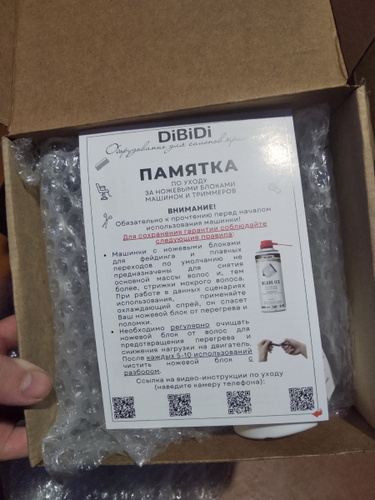 DiBiDi
Оборудование для салонов красоты
ПАМЯТКА
ПО УХОДУ
ЗА НОЖЕВЫМИ БЛОКАМИ
МАШИНОК И ТРИММЕРОВ
ВНИМАНИЕ!
Обязательно к прочтению перед началом
использования машинки!
Для сохранения гарантии соблюдайте
следующие правила:
• Машинки с ножевыми блоками
для фейдинга и плавных
переходов по умолчанию не
предназначены для снятия
основной массы волос и, тем
более, стрижки мокрого волоса.
При работе в данных сценариях
использования, применяйте
охлаждающий спрей, он спасет
Ваш ножевой блок от перегрева и
поломки.
• Необходимо регулярно очищать
ножевой блок от волос для
предотвращения перегрева и
снижения нагрузки на двигатель.
После каждых 5-10 использований
чистить ножевой блок с
разбором.
Ссылка на видео-инструкции по уходу
(наведите камеру телефона):
BLADE ICE